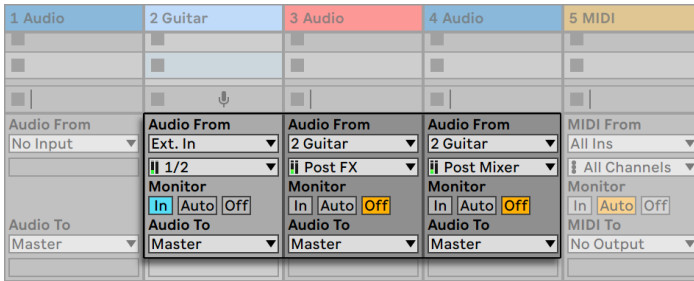 1 Audio 2 Guitar 3 Audio 4 Audio 5 MIDI
Audio From Audio From Audio From Audio From MIDI From
No Input Ext. In 2 Guitar 2 Guitar All Ins
1/2 Post FX Post Mixer All Channels
Monitor Monitor Monitor Monitor
In Auto Off In Auto Off In Auto Off In Auto Off
Audio To Audio To Audio To Audio To MIDI To
Master Master Master Master No Output